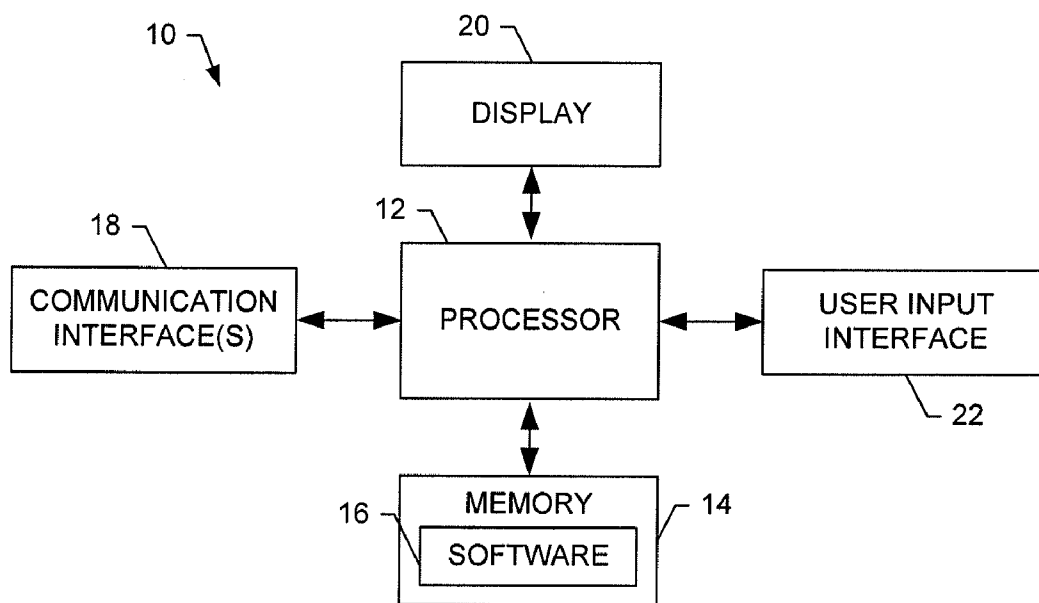 10
20
DISPLAY
12
18
COMMUNICATION
INTERFACE(S)
PROCESSOR
USER INPUT
INTERFACE
22
MEMORY
14
16
SOFTWARE